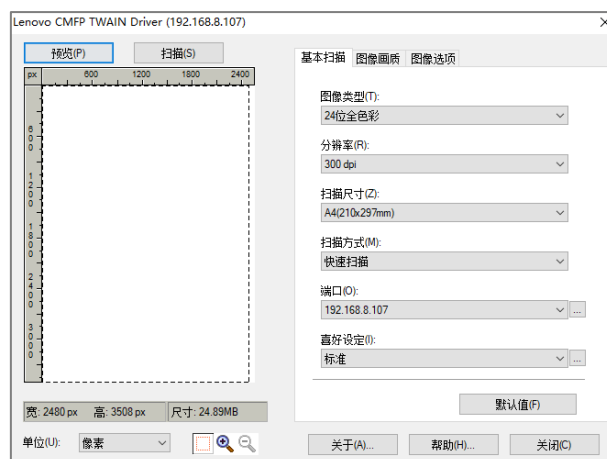 Lenovo CMFP TWAIN Driver (192.168.8.107)
预览(P) 扫描(S)
px 600 1200 1800 2400
600
1200
1800
2400
3000
宽: 2480 px 高: 3508 px 尺寸: 24.89MB
单位(U): 像素
基本扫描 图像画质 图像选项
图像类型(T):
24位全色彩
分辨率(R):
300 dpi
扫描尺寸(Z):
A4(210x297mm)
扫描方式(M):
快速扫描
端口(O):
192.168.8.107 ...
喜好设定(I):
标准 ...
默认值(F)
关于(A)... 帮助(H)... 关闭(C)